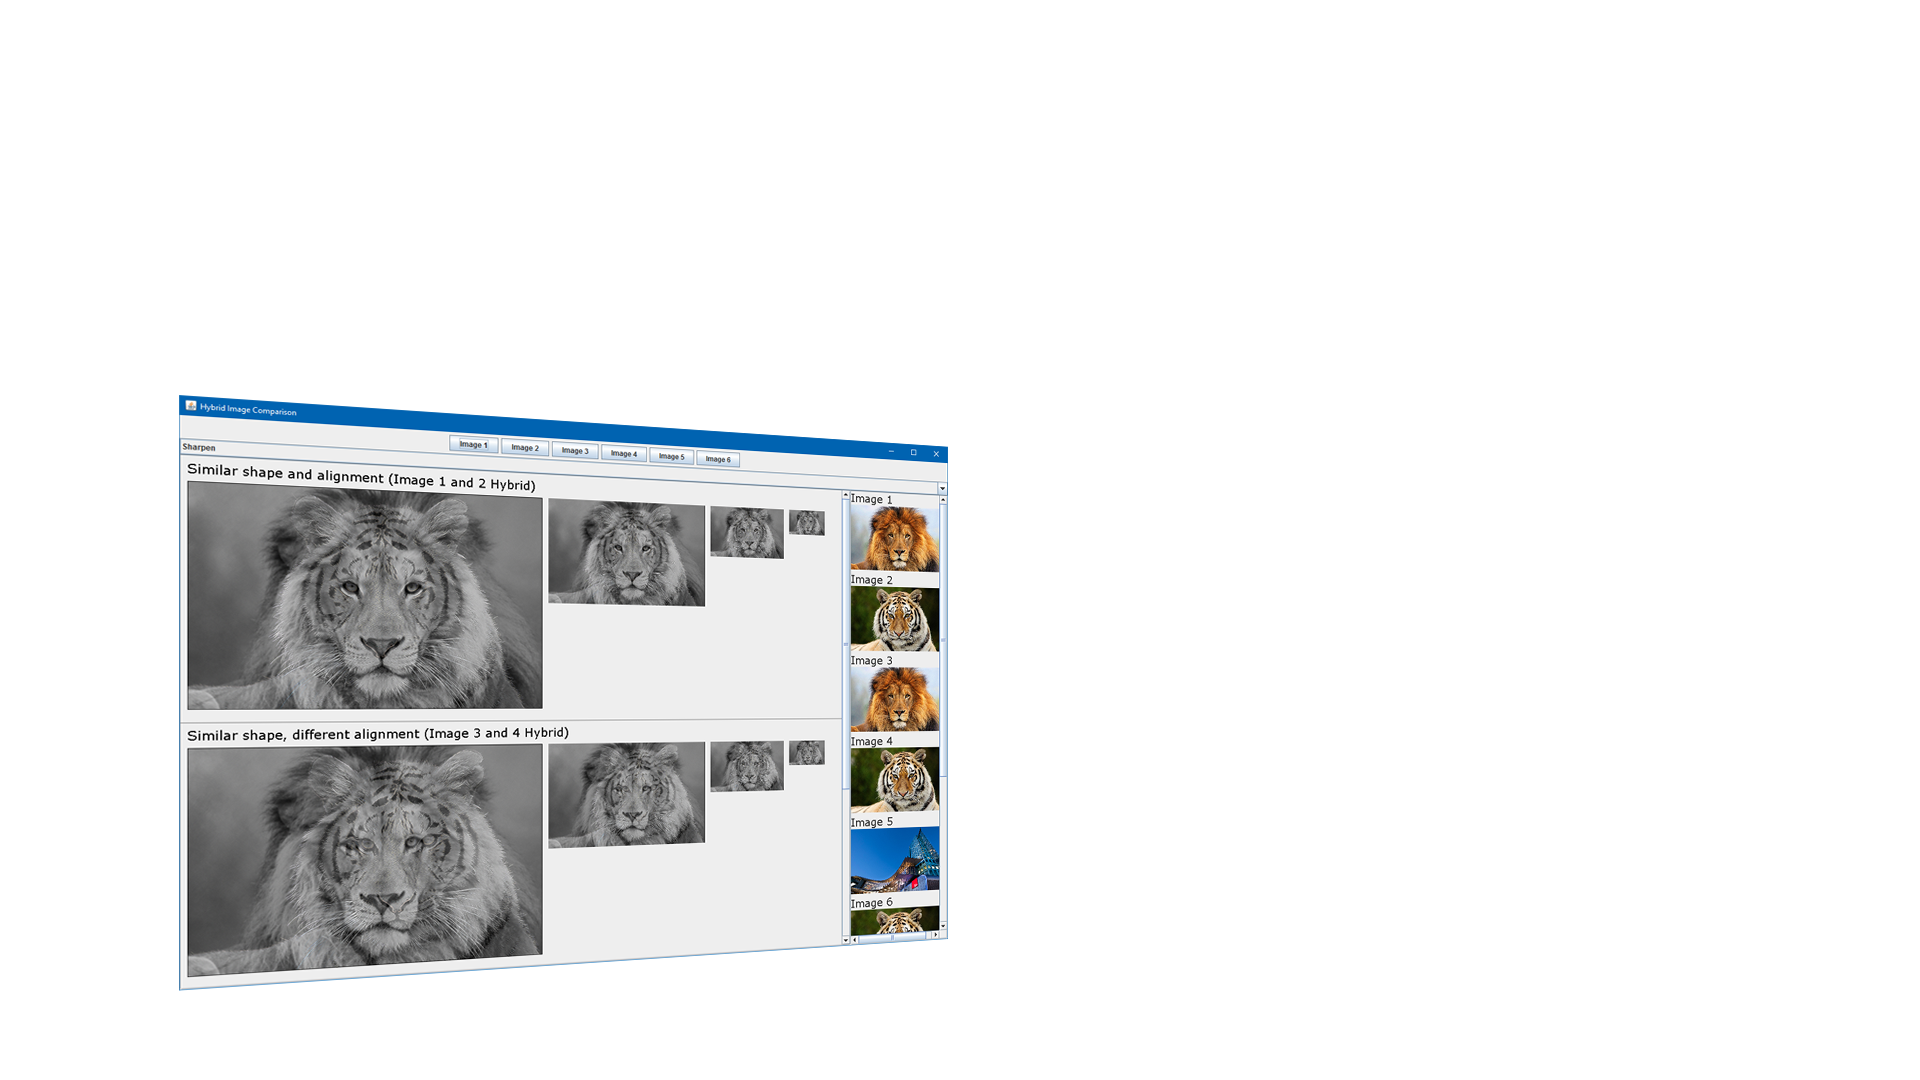 Hybrid Image Comparison
Image 1 Image 2 Image 3 Image 4 Image 5 Image 6
Sharpen
Similar shape and alignment (Image 1 and 2 Hybrid)
Similar shape, different alignment (Image 3 and 4 Hybrid)
Image 1
Image 2
Image 3
Image 4
Image 5
Image 6